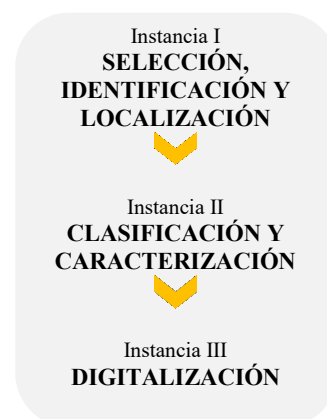 Instancia I
SELECCIÓN,
IDENTIFICACIÓN Y
LOCALIZACIÓN
Instancia II
CLASIFICACIÓN Y
CARACTERIZACIÓN
Instancia III
DIGITALIZACIÓN